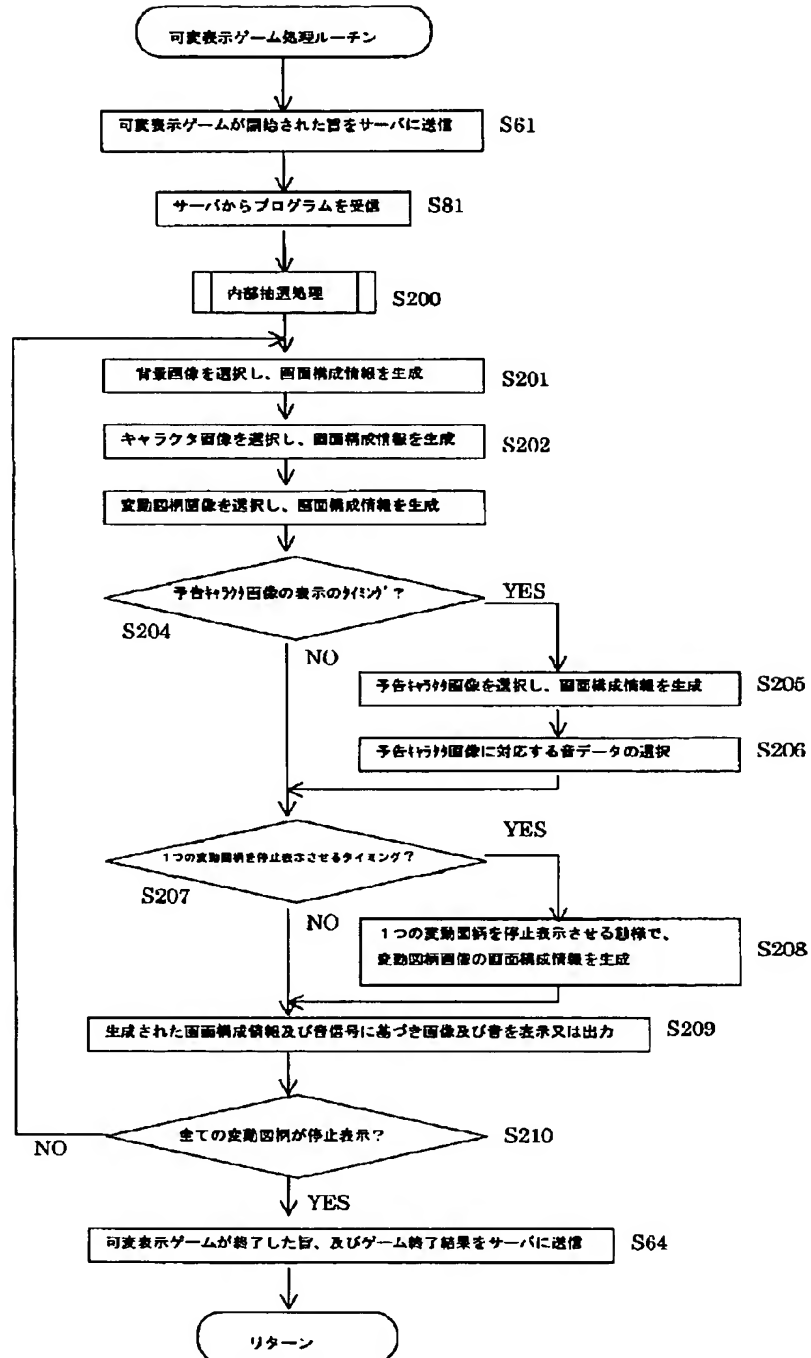 可変表示ゲーム処理ルーチン
可変表示ゲームが開始された旨をサーバに送信
S61
サーバからプログラムを受信
S81
内部抽選処理
S200
背景画像を選択し、画面構成情報を生成
S201
キャラクタ画像を選択し、画面構成情報を生成
S202
変動図柄画像を選択し、画面構成情報を生成
予告キャラクタ画像の表示のタイミング?
YES
S204
NO
予告キャラクタ画像を選択し、画面構成情報を生成
S205
予告キャラクタ画像に対応する音データの選択
S206
YES
1つの変動図柄を停止表示させるタイミング?
S207
NO
1つの変動図柄を停止表示させる態様で、
変動図柄画像の画面構成情報を生成
S208
生成された画面構成情報及び音信号に基づき画像及び音を表示又は出力
S209
全ての変動図柄が停止表示?
S210
NO
YES
可変表示ゲームが終了した旨、及びゲーム終了結果をサーバに送信
S64
リターン